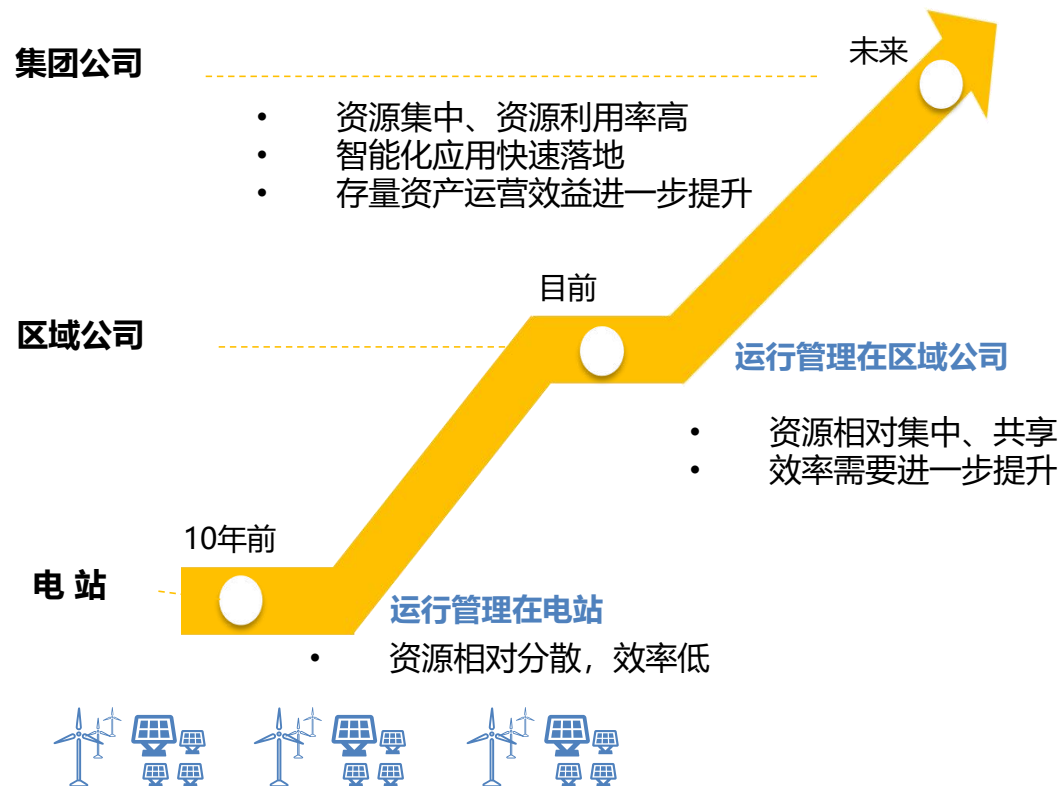 集团公司
未来
• 资源集中、资源利用率高
• 智能化应用快速落地
• 存量资产运营效益进一步提升
目前
区域公司
运行管理在区域公司
• 资源相对集中、共享
• 效率需要进一步提升
10年前
电 站
运行管理在电站
• 资源相对分散，效率低